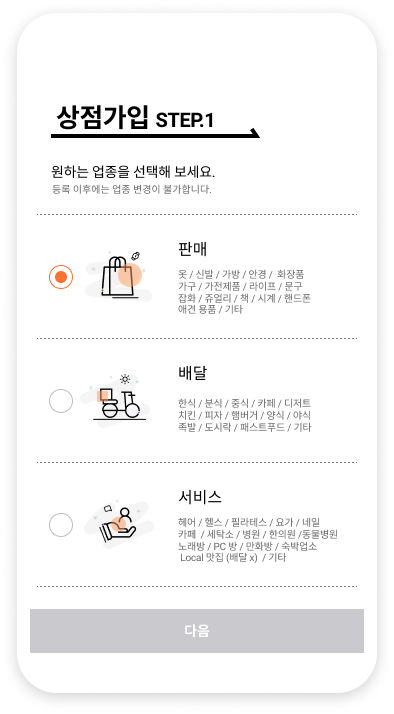 상점가입 STEP.1
원하는 업종을 선택해 보세요.
등록 이후에는 업종 변경이 불가합니다.
판매
옷 / 신발 / 가방 / 안경 / 화장품
가구 / 가전제품 / 라이프 / 문구
잡화 / 쥬얼리 / 책 / 시계 / 핸드폰
애견 용품 / 기타
배달
한식 / 분식 / 중식 / 카페 / 디저트
치킨 / 피자 / 햄버거 / 양식 / 야식
족발 / 도시락 / 패스트푸드 / 기타
서비스
헤어 / 헬스 / 필라테스 / 요가 / 네일
카페 / 세탁소 / 병원 / 한의원 /동물병원
노래방 / PC 방 / 만화방 / 숙박업소
Local 맛집 (배달 x) / 기타
다음